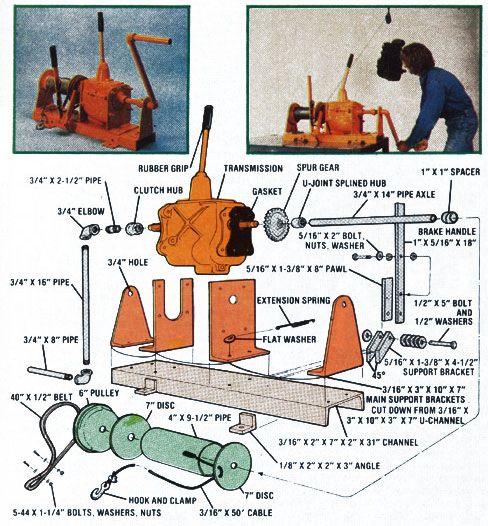 RUBBER GRIP
TRANSMISSION
SPUR GEAR
1" X 1" SPACER
3/4" X 2-1/2" PIPE
CLUTCH HUB
GASKET
U-JOINT SPLINED HUB
3/4" X 14" PIPE AXLE
3/4" ELBOW
BRAKE HANDLE
1" X 5/16" X 18"
5/16" X 2" BOLT,
NUTS, WASHER
3/4" HOLE
5/16" X 1-3/8" X 8" PAWL
3/4" X 16" PIPE
EXTENSION SPRING
1/2" X 5" BOLT
AND
1/2" WASHERS
3/4" X 8" PIPE
FLAT WASHER
5/16" X 1-3/8" X 4-1/2"
SUPPORT BRACKET
45°
3/16" X 3" X 10" X 7"
MAIN SUPPORT BRACKETS
CUT DOWN FROM 3/16" X
3" X 10" X 3" X 7" U-CHANNEL
40" X 1/2" BELT
6" PULLEY
7" DISC
4" X 9-1/2" PIPE
3/16" X 2" X 7" X 2" X 31" CHANNEL
1/8" X 2" X 2" X 3" ANGLE
7" DISC
HOOK AND CLAMP
3/16" X 50' CABLE
5-44 X 1-1/4" BOLTS, WASHERS, NUTS